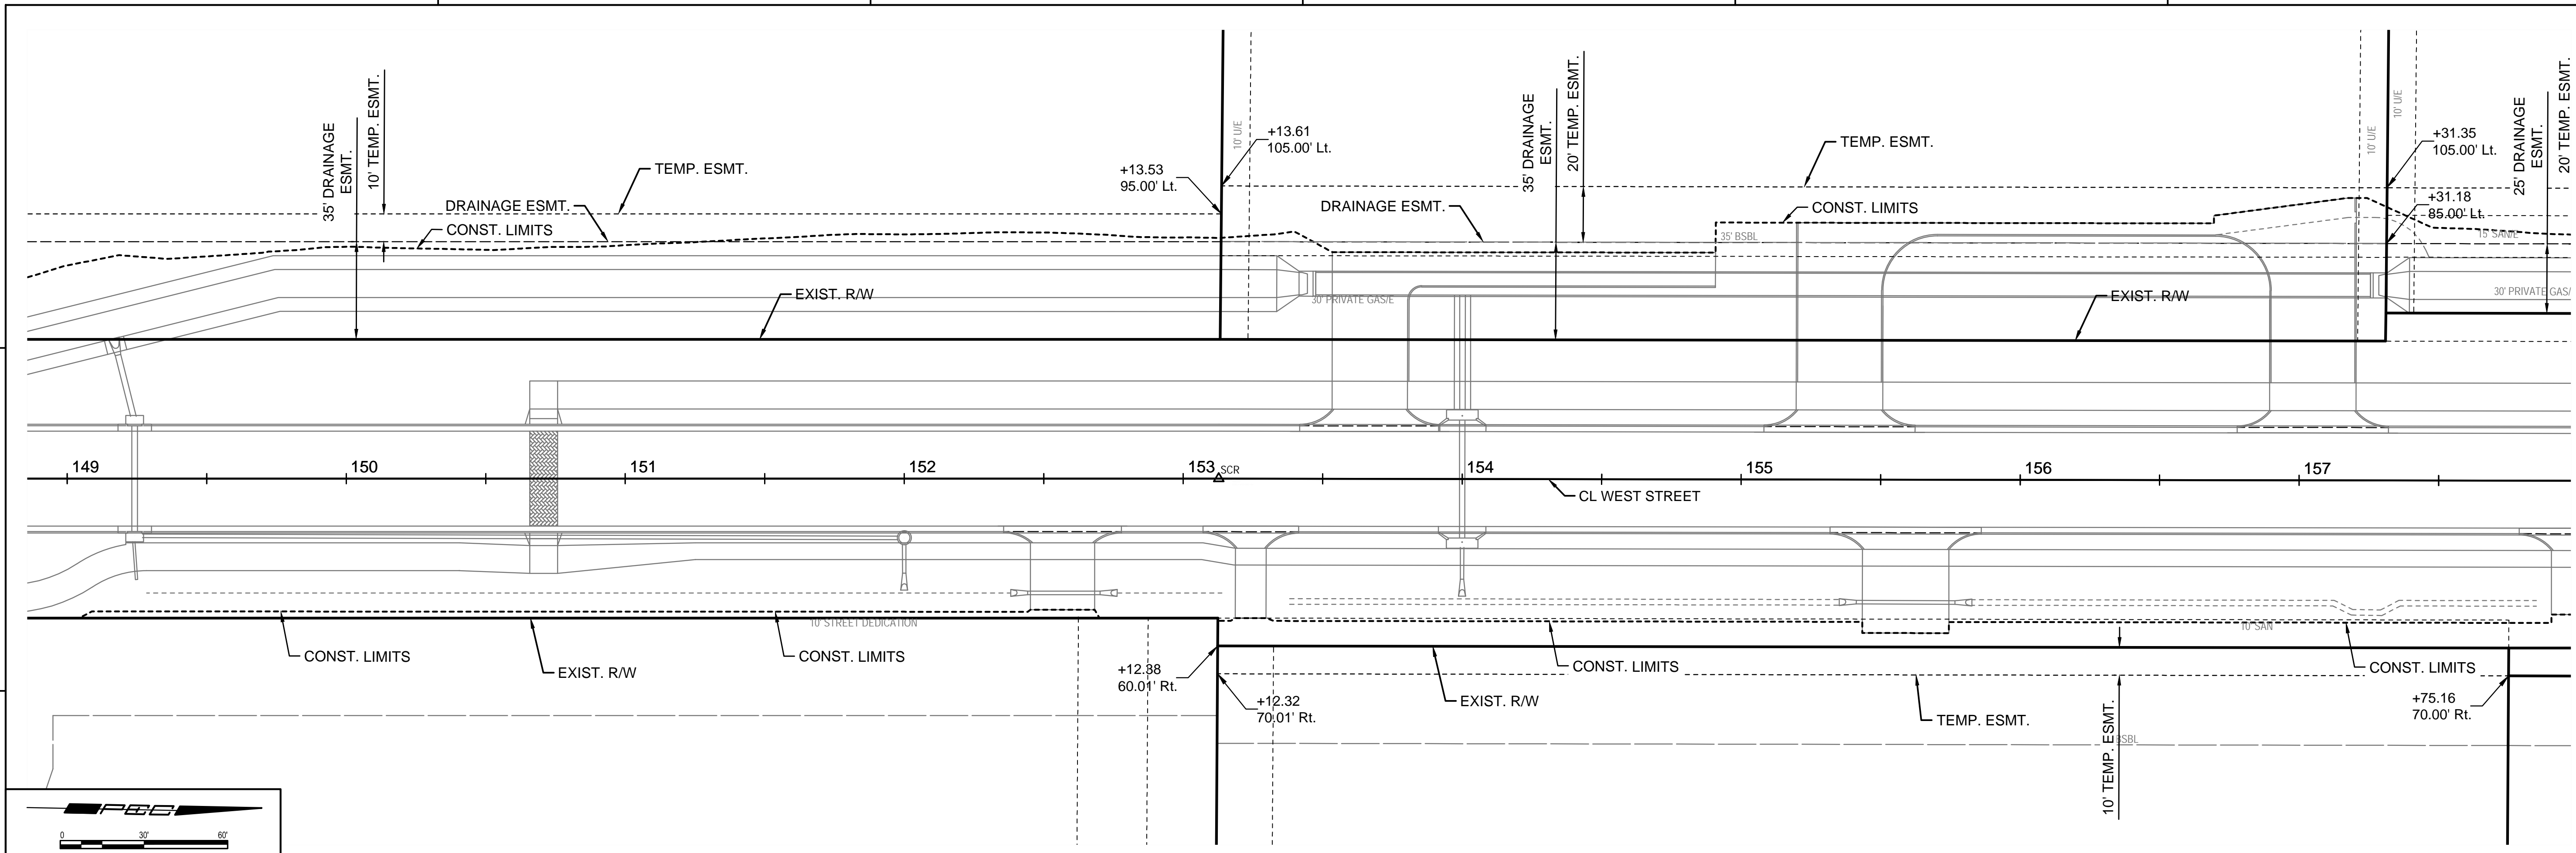 35' DRAINAGE
ESMT.
10' TEMP. ESMT.
TEMP. ESMT.
DRAINAGE ESMT.
CONST. LIMITS
EXIST. R/W
+13.53
95.00' Lt.
10' U/E
+13.61
105.00' Lt.
35' DRAINAGE
ESMT.
20' TEMP. ESMT.
TEMP. ESMT.
DRAINAGE ESMT.
CONST. LIMITS
35' BSBL
30' PRIVATE GAS/E
EXIST. R/W
10' U/E
10' U/E
+31.35
105.00' Lt.
+31.18
85.00' Lt.
15' SAN/E
25' DRAINAGE
ESMT.
20' TEMP. ESMT.
30' PRIVATE GAS/
149
150
151
152
153
SCR
154
155
156
157
CL WEST STREET
CONST. LIMITS
EXIST. R/W
CONST. LIMITS
10' STREET DEDICATION
+12.38
60.01' Rt.
+12.32
70.01' Rt.
EXIST. R/W
CONST. LIMITS
TEMP. ESMT.
10' TEMP. ESMT.
BSBL
10' SAN
CONST. LIMITS
+75.16
70.00' Rt.
PEC
0 30' 60'